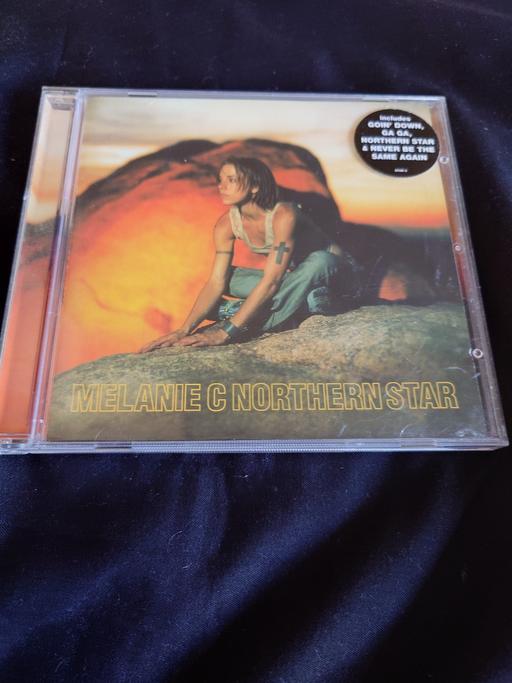 Includes
GOIN' DOWN,
GA GA,
NORTHERN STAR
& NEVER BE THE
SAME AGAIN
MELANIE C NORTHERN STAR